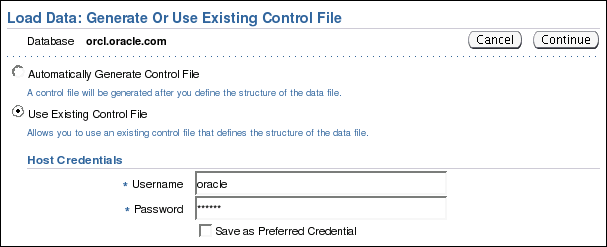 Load Data: Generate Or Use Existing Control File
Database orcl.oracle.com
Cancel Continue
Automatically Generate Control File
A control file will be generated after you define the structure of the data file.
Use Existing Control File
Allows you to use an existing control file that defines the structure of the data file.
Host Credentials
* Username oracle
* Password ******
Save as Preferred Credential